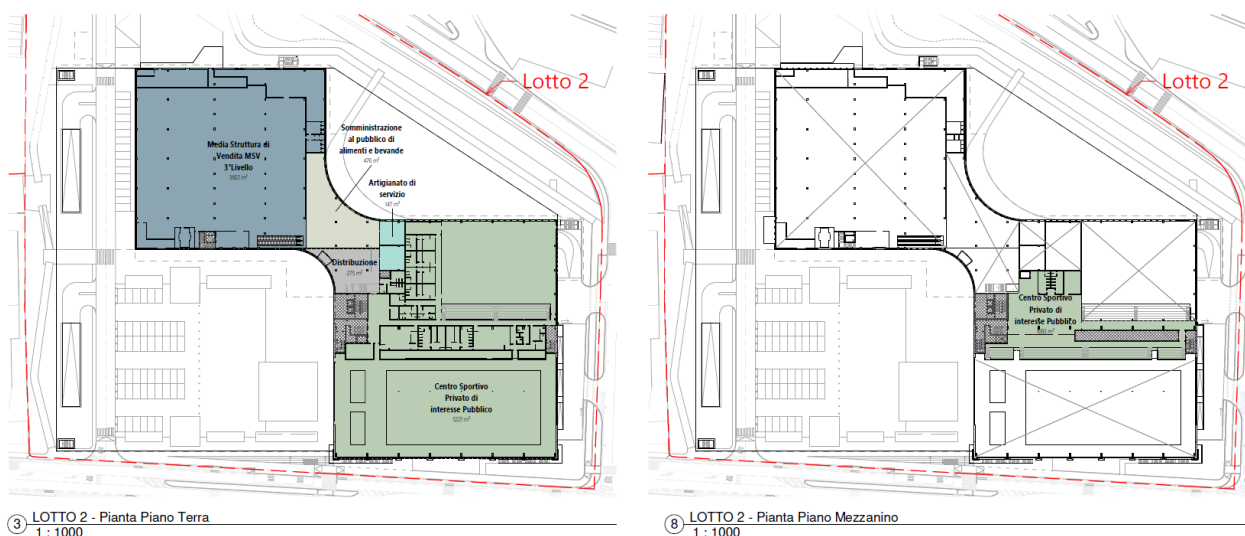 Lotto 2
Somministrazione
al pubblico di
alimenti e bevande
476 m²
Media Struttura di
Vendita MSV
3°Livello
Artigianato di
servizio
147 m²
Distribuzione
275 m²
Centro Sportivo
Privato di
interesse Pubblico
5221 m²
3
LOTTO 2 - Pianta Piano Terra
1 : 1000
Lotto 2
Centro Sportivo
Privato di
interesse Pubblico
8
LOTTO 2 - Pianta Piano Mezzanino
1 : 1000